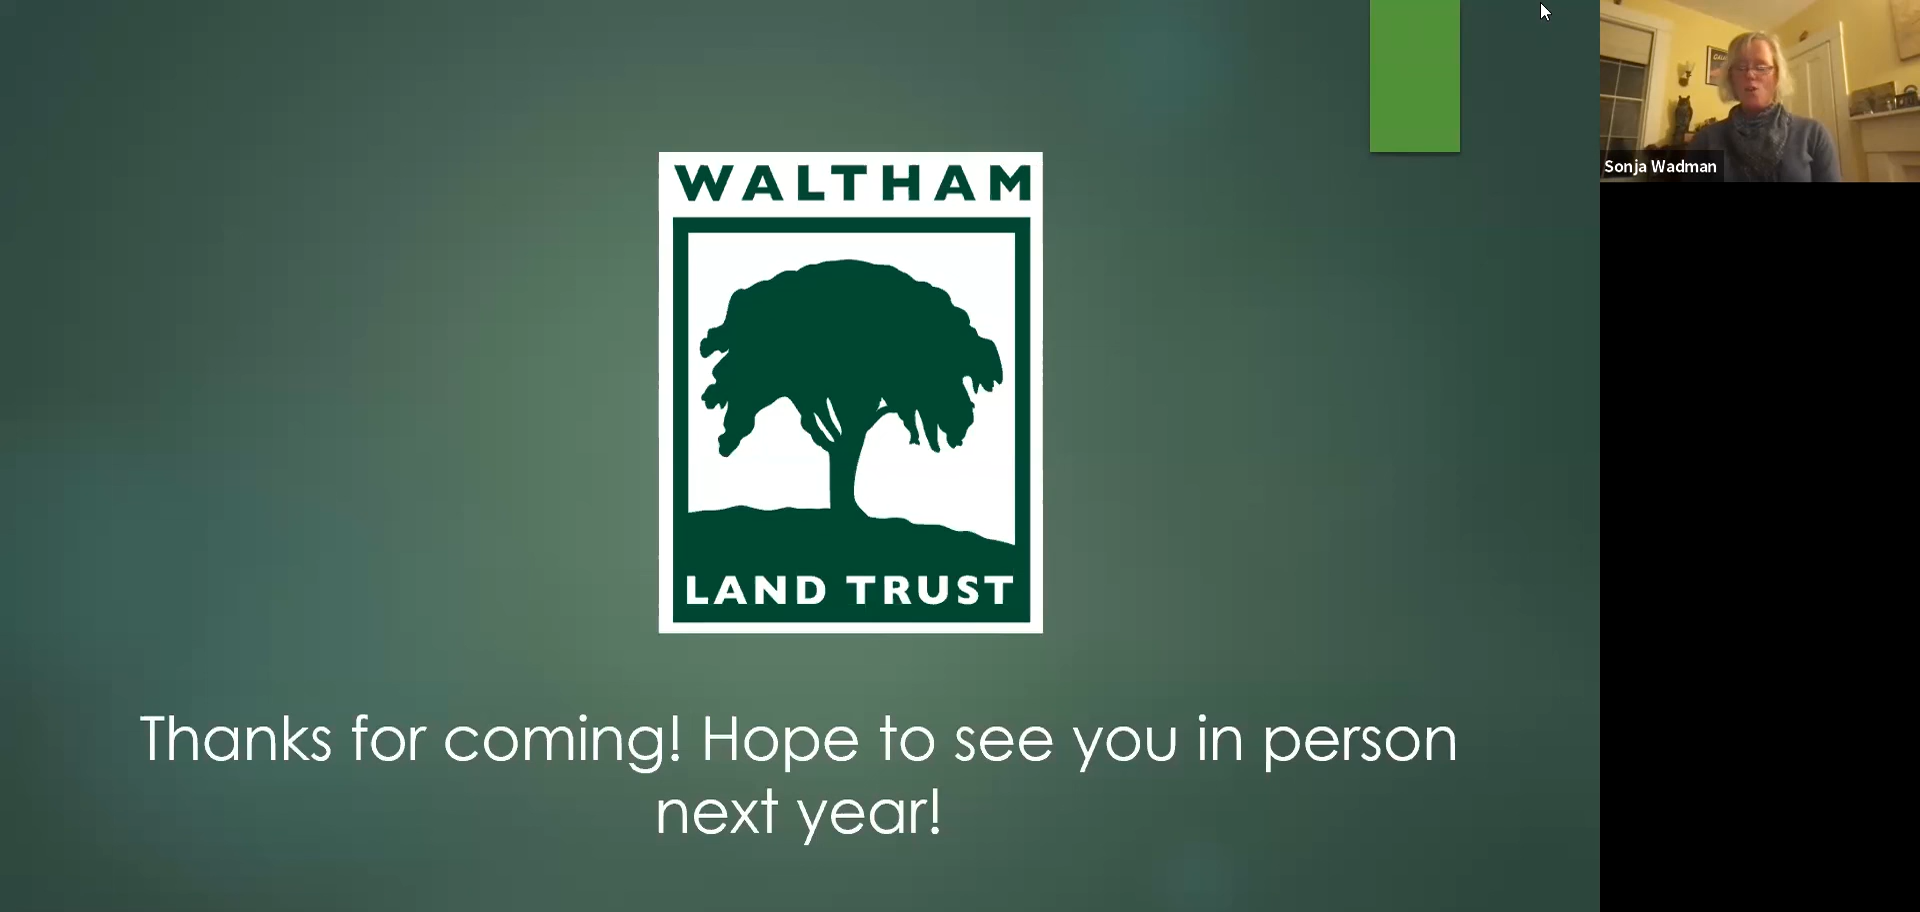 WALTHAM
LAND TRUST
Thanks for coming! Hope to see you in person
next year!
Sonja Wadman